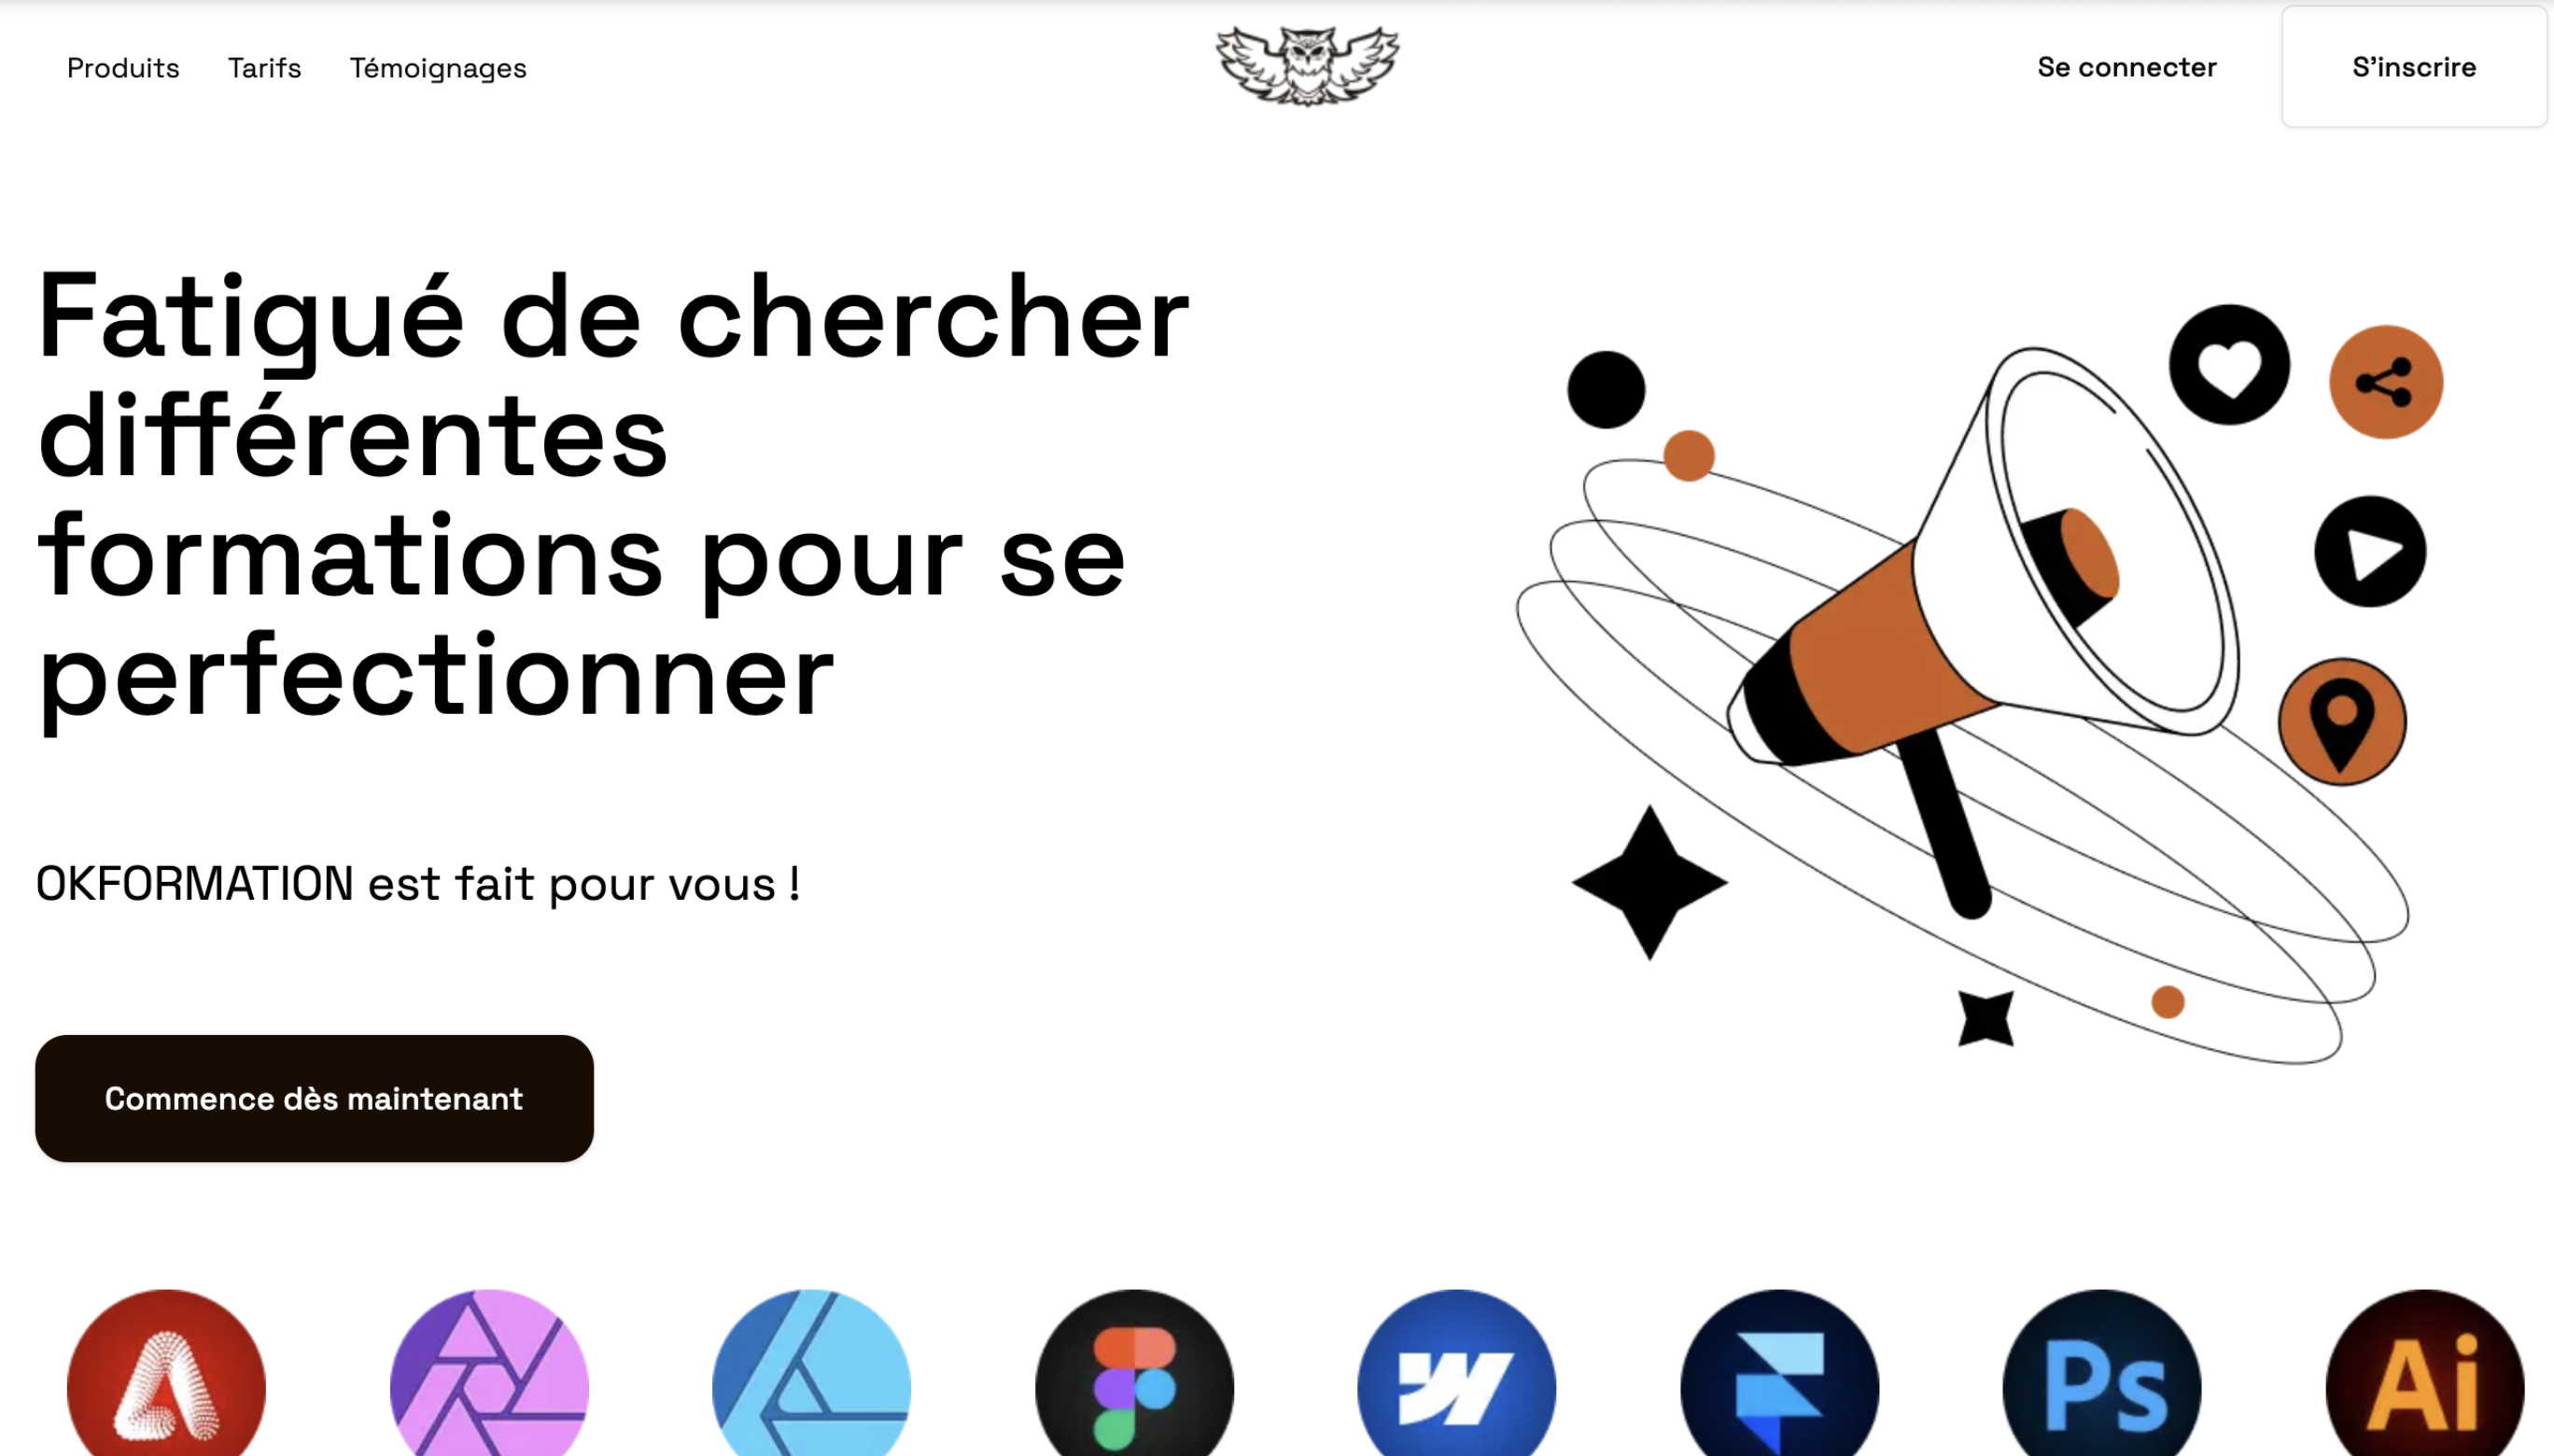 Produits Tarifs Témoignages Se connecter S'inscrire
Fatigué de chercher
différentes
formations pour se
perfectionner
OKFORMATION est fait pour vous !
Commence dès maintenant
Ps Ai